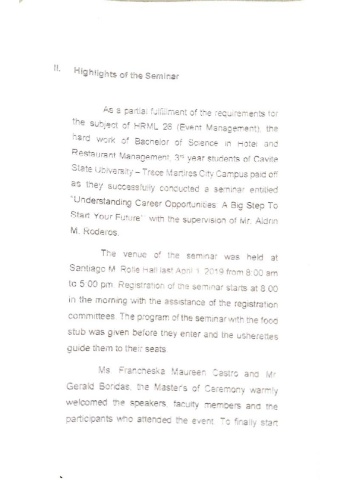 II. Highlights of the Seminar
As a partial fulfillment of the requirements for
the subject of HRML 26 (Event Management), the
hard work of Bachelor of Science in Hotel and
Restaurant Management, 3rd year students of Cavite
State University – Trece Martires City Campus paid off
as they successfully conducted a seminar entitled
"Understanding Career Opportunities: A Big Step To
Start Your Future" with the supervision of Mr. Aldrin
M. Roderos.
The venue of the seminar was held at
Santiago M. Rolle Hall last April 1, 2019 from 8:00 am
to 5:00 pm. Registration of the seminar starts at 8:00
in the morning with the assistance of the registration
committees. The program of the seminar with the food
stub was given before they enter and the usherettes
guide them to their seats.
Ms. Francheska Maureen Castro and Mr.
Gerald Boridas, the Master's of Ceremony warmly
welcomed the speakers, faculty members and the
participants who attended the event. To finally start